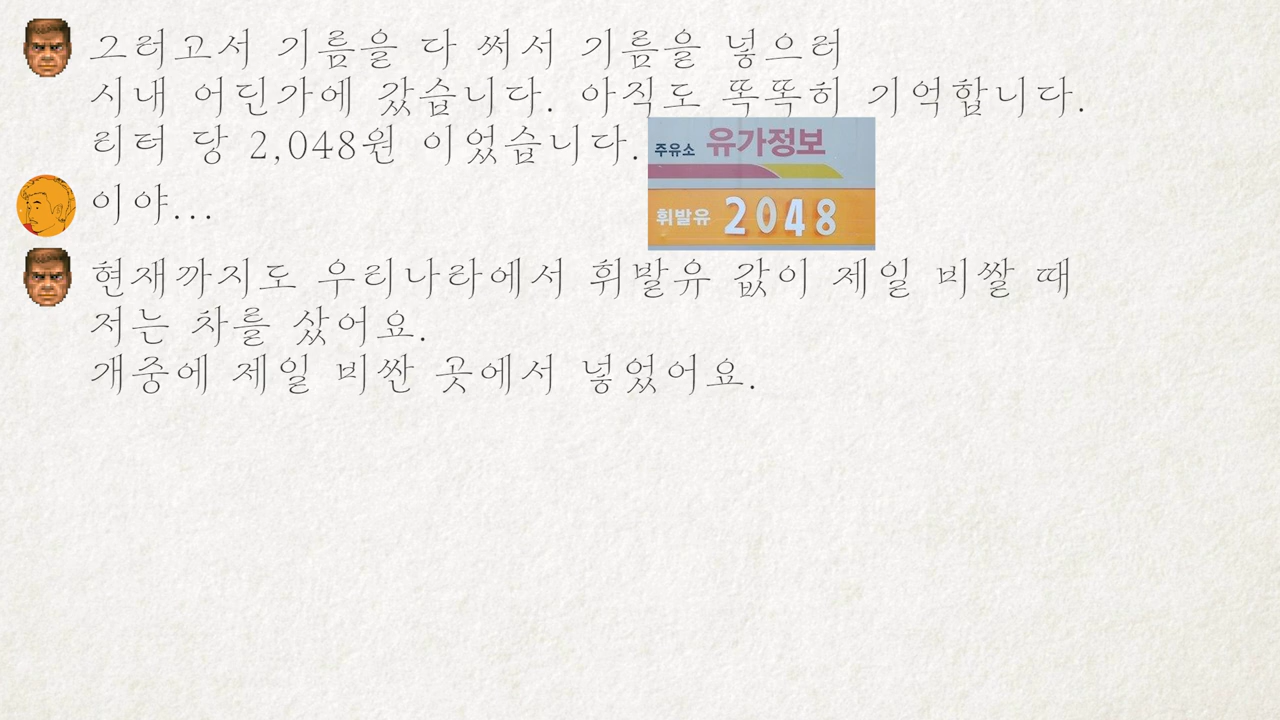 그러고서 기름을 다 써서 기름을 넣으러
시내 어딘가에 갔습니다. 아직도 똑똑히 기억합니다.
리터 당 2,048원 이었습니다.
주유소 유가정보
휘발유 2048
이야...
현재까지도 우리나라에서 휘발유 값이 제일 비쌀 때
저는 차를 샀어요.
개중에 제일 비싼 곳에서 넣었어요.